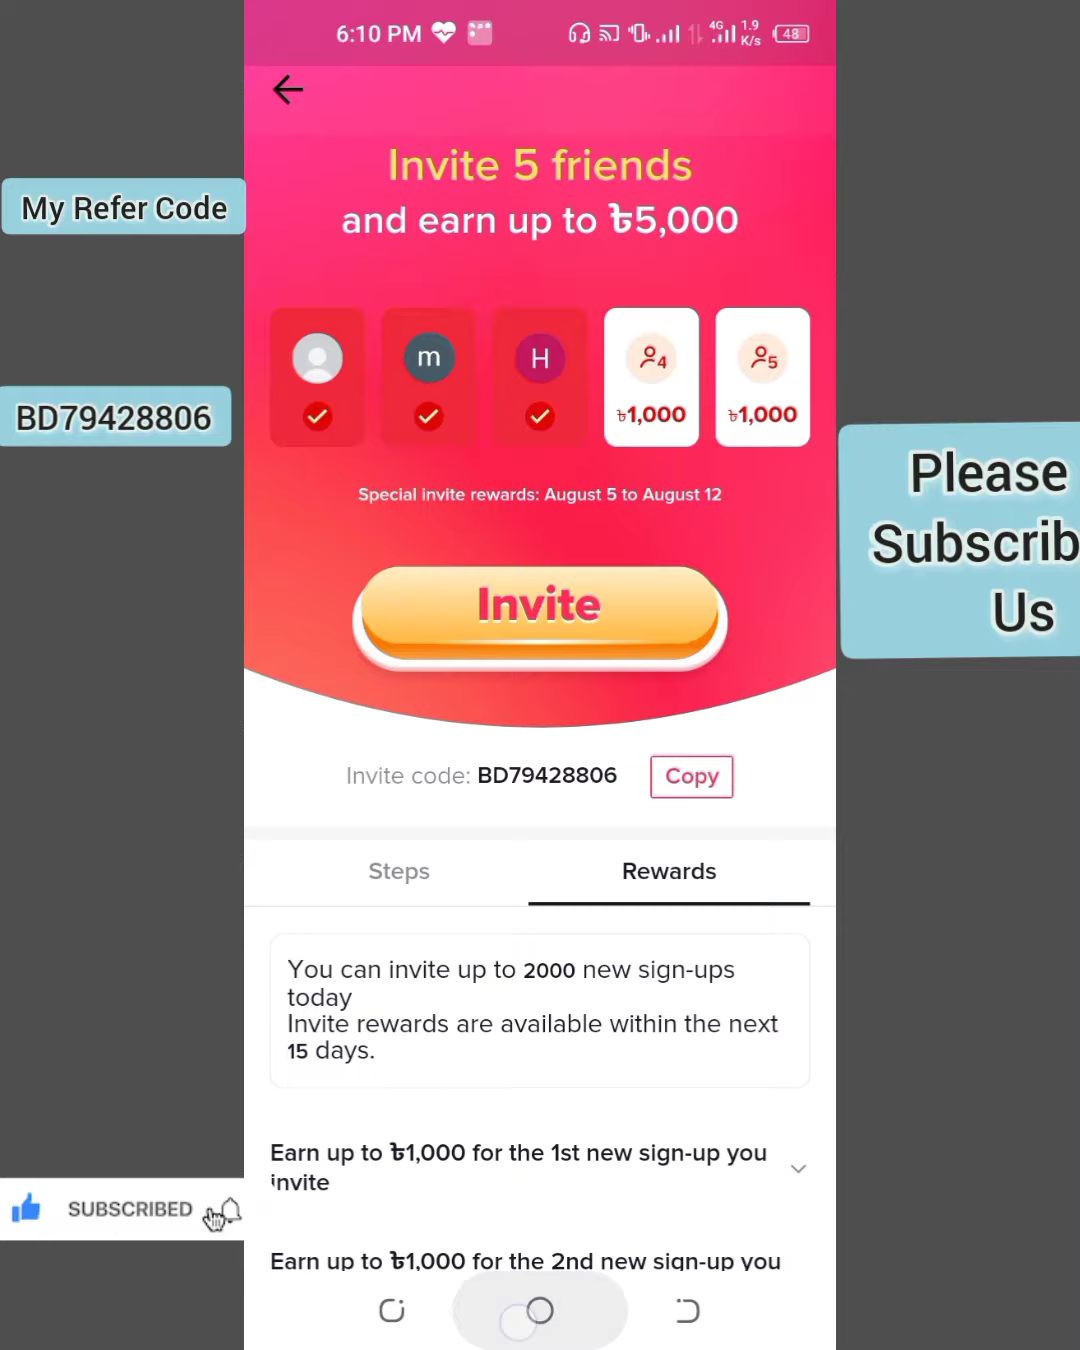 6:10 PM
4G
1.9
K/s
48
Invite 5 friends
and earn up to ৳5,000
My Refer Code
m
H
4
5
৳1,000
৳1,000
BD79428806
Special invite rewards: August 5 to August 12
Please
Subscrib
Us
Invite
Invite code: BD79428806
Copy
Steps
Rewards
You can invite up to 2000 new sign-ups
today
Invite rewards are available within the next
15 days.
Earn up to ৳1,000 for the 1st new sign-up you
invite
SUBSCRIBED
Earn up to ৳1,000 for the 2nd new sign-up you